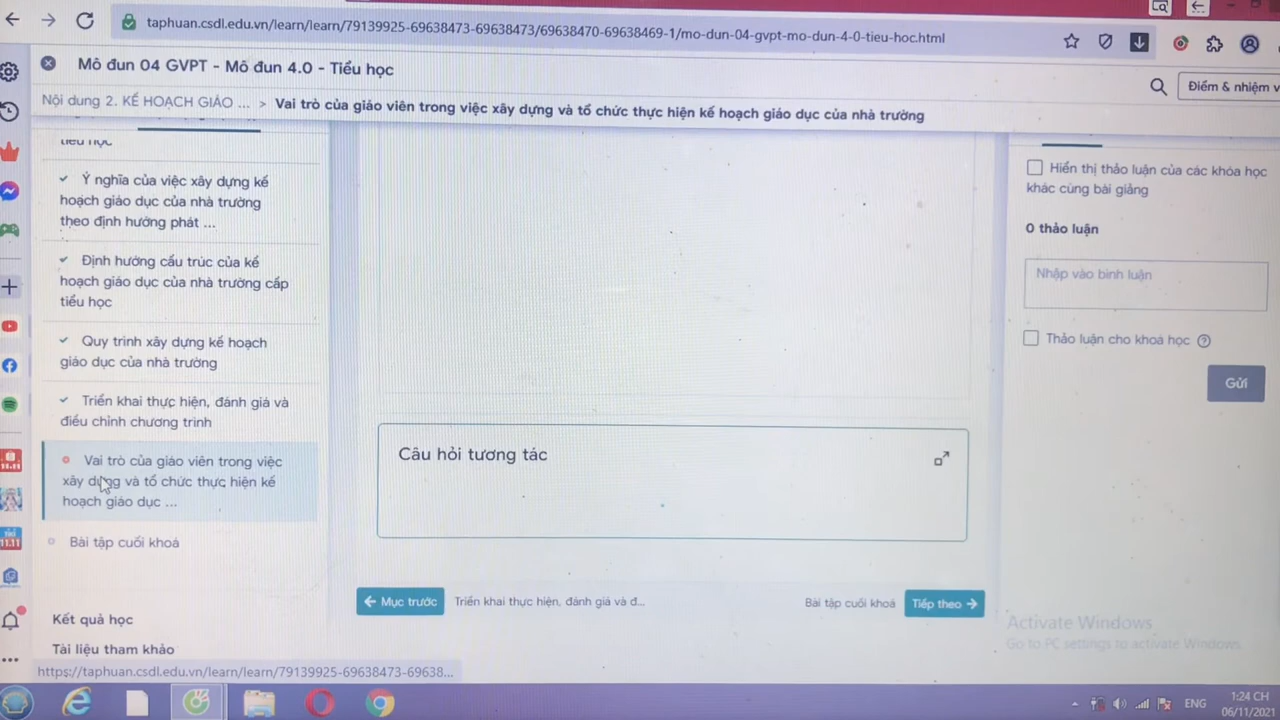 taphuan.csdl.edu.vn/learn/learn/79139925-69638473-69638473/69638470-69638469-1/mo-dun-04-gvpt-mo-dun-4-0-tieu-hoc.html
Mô đun 04 GVPT - Mô đun 4.0 - Tiểu học
Điểm & nhiệm v
Nội dung 2. KẾ HOẠCH GIÁO ... > Vai trò của giáo viên trong việc xây dựng và tổ chức thực hiện kế hoạch giáo dục của nhà trường
tiểu học
Ý nghĩa của việc xây dựng kế
hoạch giáo dục của nhà trường
theo định hướng phát ...
Định hướng cấu trúc của kế
hoạch giáo dục của nhà trường cấp
tiểu học
Quy trình xây dựng kế hoạch
giáo dục của nhà trường
Triển khai thực hiện, đánh giá và
điều chỉnh chương trình
Vai trò của giáo viên trong việc
xây dựng và tổ chức thực hiện kế
hoạch giáo dục ...
Bài tập cuối khoá
Kết quả học
Tài liệu tham khảo
https://taphuan.csdl.edu.vn/learn/learn/79139925-69638473-69638...
Câu hỏi tương tác
← Mục trước
Triển khai thực hiện, đánh giá và đ...
Bài tập cuối khoá
Tiếp theo →
Hiển thị thảo luận của các khóa học
khác cùng bài giảng
0 thảo luận
Nhập vào bình luận
Thảo luận cho khoá học
Gửi
Activate Windows
Go to PC settings to activate Windows.
ENG
1:24 CH
06/11/2021